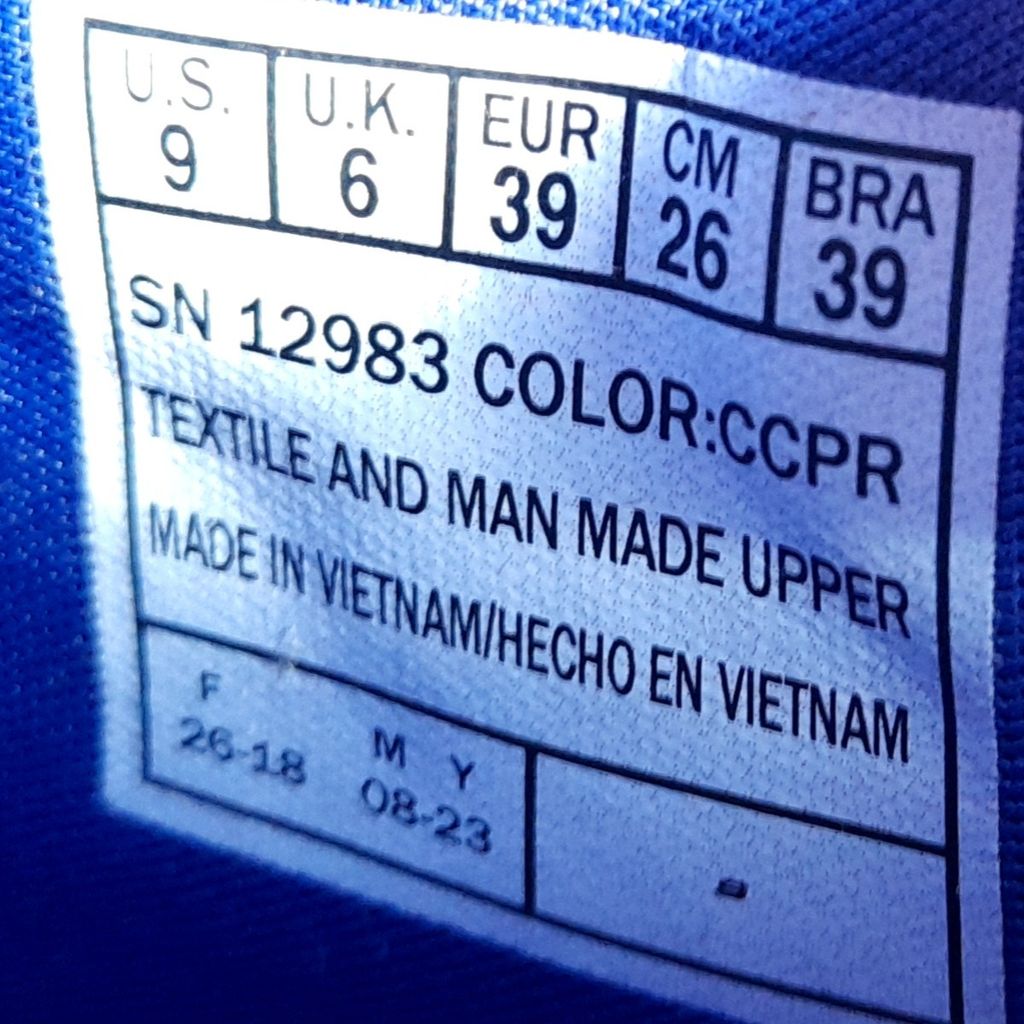 U.S. U.K. EUR CM BRA
9 6 39 26 39
SN 12983 COLOR:CCPR
TEXTILE AND MAN MADE UPPER
MADE IN VIETNAM/HECHO EN VIETNAM
F M Y
26-18 08-23 -